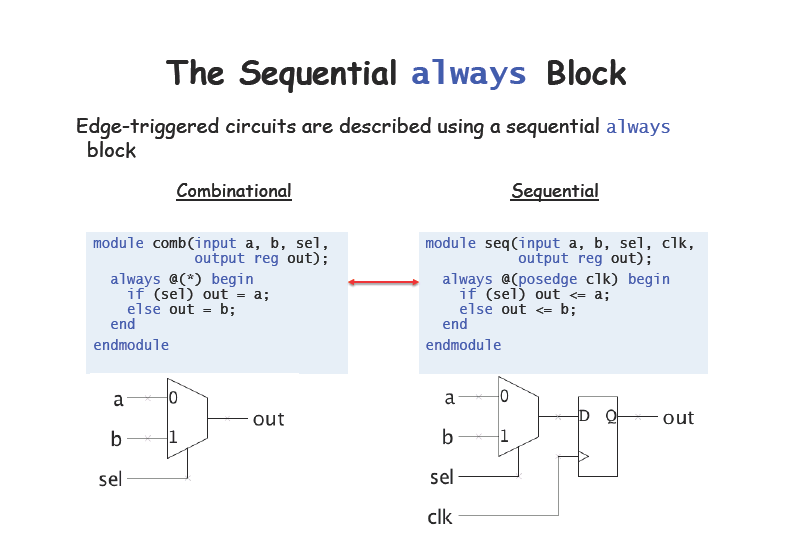 The Sequential always Block
Edge-triggered circuits are described using a sequential always
block
Combinational
module comb(input a, b, sel,
output reg out);
always @(*) begin
if (sel) out = a;
else out = b;
end
endmodule
a
0
b
1
sel
out
Sequential
module seq(input a, b, sel, clk,
output reg out);
always @(posedge clk) begin
if (sel) out <= a;
else out <= b;
end
endmodule
a
0
b
1
sel
clk
D Q
out